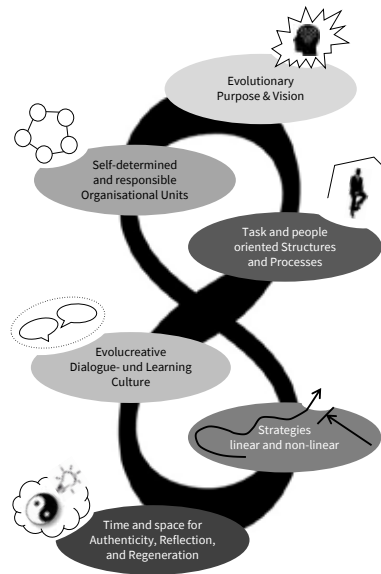 Evolutionary
Purpose & Vision
Self-determined
and responsible
Organisational Units
Task and people
oriented Structures
and Processes
Evolucreative
Dialogue- und Learning
Culture
Strategies
linear and non-linear
Time and space for
Authenticity, Reflection,
and Regeneration